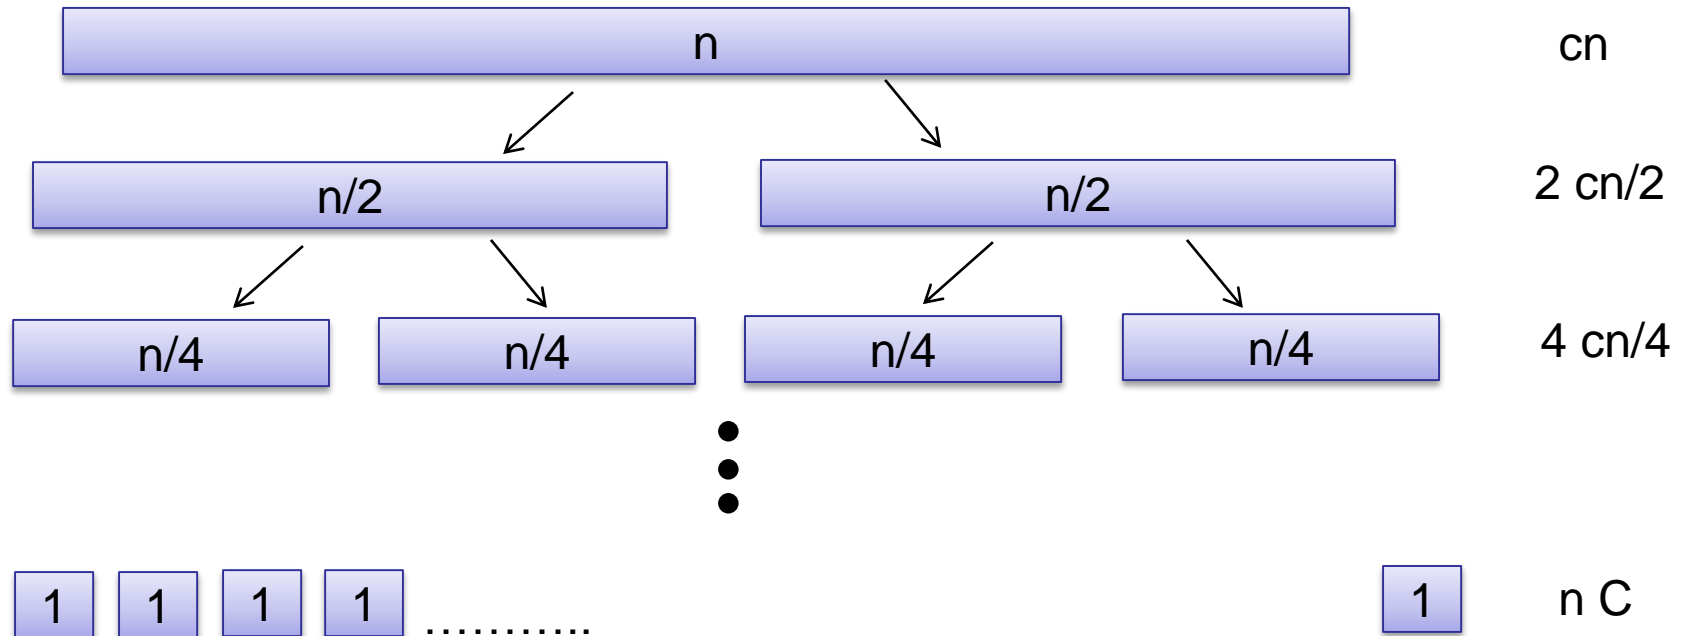 n cn
n/2 n/2 2 cn/2
n/4 n/4 n/4 n/4 4 cn/4
1 1 1 1 ........... 1 n C